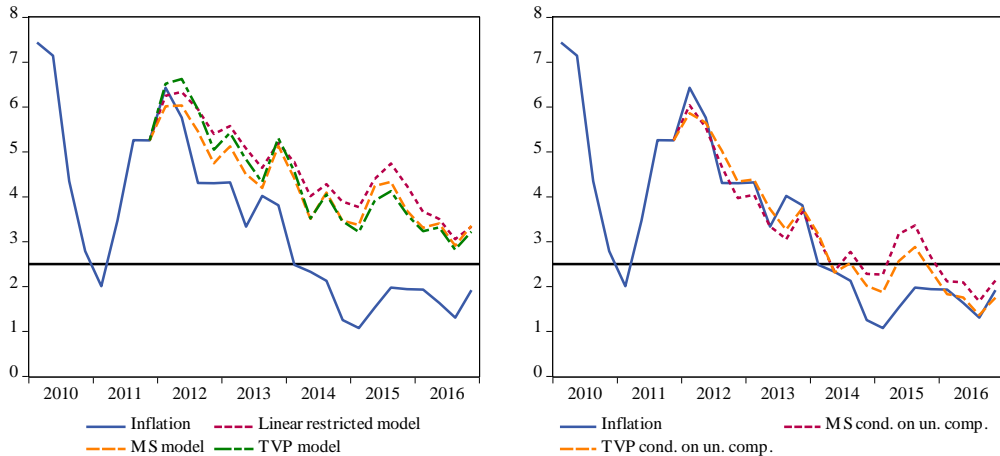 8
7
6
5
4
3
2
1
0
2010 2011 2012 2013 2014 2015 2016
Inflation
Linear restricted model
MS model
TVP model
8
7
6
5
4
3
2
1
0
2010 2011 2012 2013 2014 2015 2016
Inflation
MS cond. on un. comp.
TVP cond. on un. comp.